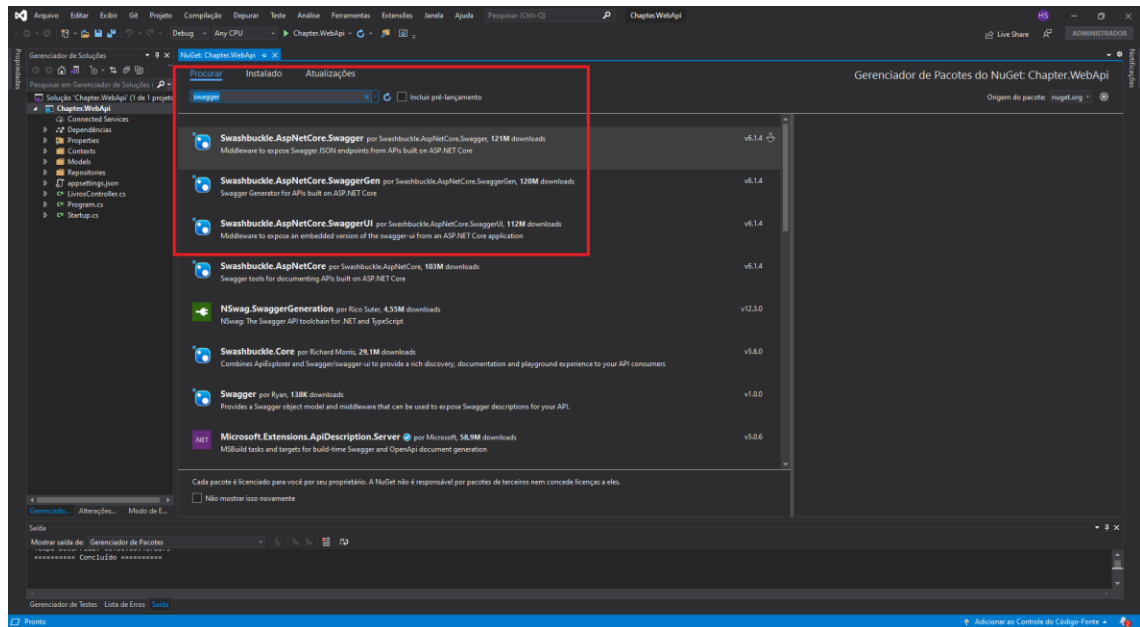 Arquivo Editar Exibir Git Projeto Compilação Depurar Teste Análise Ferramentas Extensões Janela Ajuda Pesquisar (Ctrl+Q) Chapter.WebApi HS
Debug Any CPU Chapter.WebApi Live Share ADMINISTRADOR
Propriedades
Gerenciador de Soluções
Pesquisar em Gerenciador de Soluções
Solução 'Chapter.WebApi' (1 de 1 projeto
Chapter.WebApi
Connected Services
Dependências
Properties
Contexts
Models
Repositories
appsettings.json
LivrosController.cs
Program.cs
Startup.cs
Gerenciado... Alterações... Modo de E...
NuGet: Chapter.WebApi
Procurar Instalado Atualizações
Gerenciador de Pacotes do NuGet: Chapter.WebApi
swagger
Incluir pré-lançamento
Origem do pacote: nuget.org
Swashbuckle.AspNetCore.Swagger por Swashbuckle.AspNetCore.Swagger, 121M downloads v6.1.4
Middleware to expose Swagger JSON endpoints from APIs built on ASP.NET Core
Swashbuckle.AspNetCore.SwaggerGen por Swashbuckle.AspNetCore.SwaggerGen, 120M downloads v6.1.4
Swagger Generator for APIs built on ASP.NET Core
Swashbuckle.AspNetCore.SwaggerUI por Swashbuckle.AspNetCore.SwaggerUI, 112M downloads v6.1.4
Middleware to expose an embedded version of the swagger-ui from an ASP.NET Core application
Swashbuckle.AspNetCore por Swashbuckle.AspNetCore, 103M downloads v6.1.4
Swagger tools for documenting APIs built on ASP.NET Core
NSwag.SwaggerGeneration por Rico Suter, 4,55M downloads v12.3.0
NSwag: The Swagger API toolchain for .NET and TypeScript
Swashbuckle.Core por Richard Morris, 29,1M downloads v5.6.0
Combines ApiExplorer and Swagger/swagger-ui to provide a rich discovery, documentation and playground experience to your API consumers
Swagger por Ryan, 138K downloads v1.0.0
Provides a Swagger object model and middleware that can be used to expose Swagger descriptions for your API.
.NET
Microsoft.Extensions.ApiDescription.Server por Microsoft, 58,9M downloads v5.0.6
MSBuild tasks and targets for build-time Swagger and OpenApi document generation
Cada pacote é licenciado para você por seu proprietário. A NuGet não é responsável por pacotes de terceiros nem concede licenças a eles.
Não mostrar isso novamente
Notificações
Saída
Mostrar saída de: Gerenciador de Pacotes
========== Concluído ==========
Gerenciador de Testes Lista de Erros Saída
Pronto Adicionar ao Controle do Código-Fonte 2